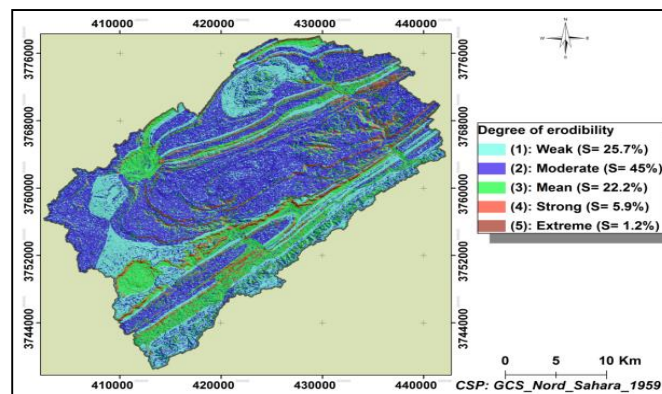 410000 420000 430000 440000
3776000
3776000
3768000
3768000
3760000
3760000
3752000
3752000
3744000
3744000
410000 420000 430000 440000
N
W E
S
Degree of erodibility
(1): Weak (S= 25.7%)
(2): Moderate (S= 45%)
(3): Mean (S= 22.2%)
(4): Strong (S= 5.9%)
(5): Extreme (S= 1.2%)
0 5 10 Km
CSP: GCS_Nord_Sahara_1959